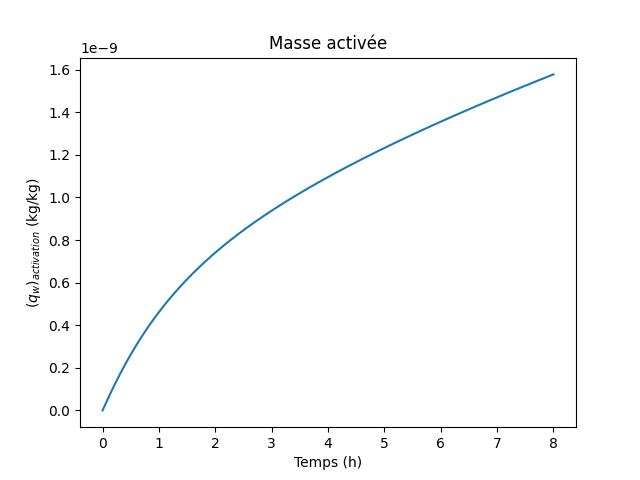 Masse activée
1e−9
1.6
1.4
1.2
1.0
0.8
0.6
0.4
0.2
0.0
(q_w)_activation (kg/kg)
0 1 2 3 4 5 6 7 8
Temps (h)